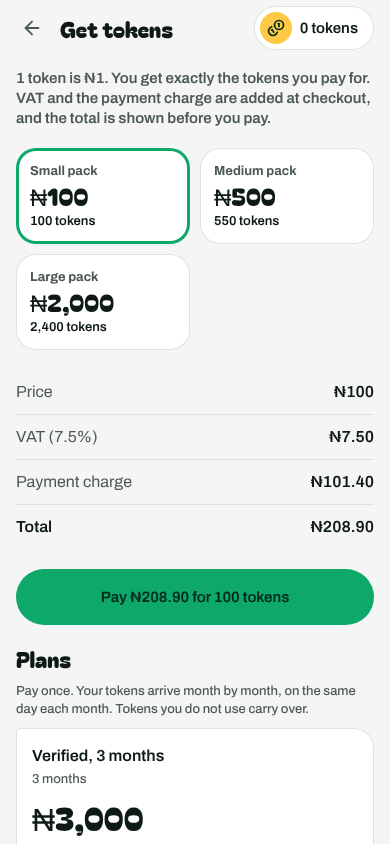 Get tokens
0 tokens
1 token is ₦1. You get exactly the tokens you pay for.
VAT and the payment charge are added at checkout,
and the total is shown before you pay.
Small pack
₦100
100 tokens
Medium pack
₦500
550 tokens
Large pack
₦2,000
2,400 tokens
Price ₦100
VAT (7.5%) ₦7.50
Payment charge ₦101.40
Total ₦208.90
Pay ₦208.90 for 100 tokens
Plans
Pay once. Your tokens arrive month by month, on the same
day each month. Tokens you do not use carry over.
Verified, 3 months
3 months
₦3,000